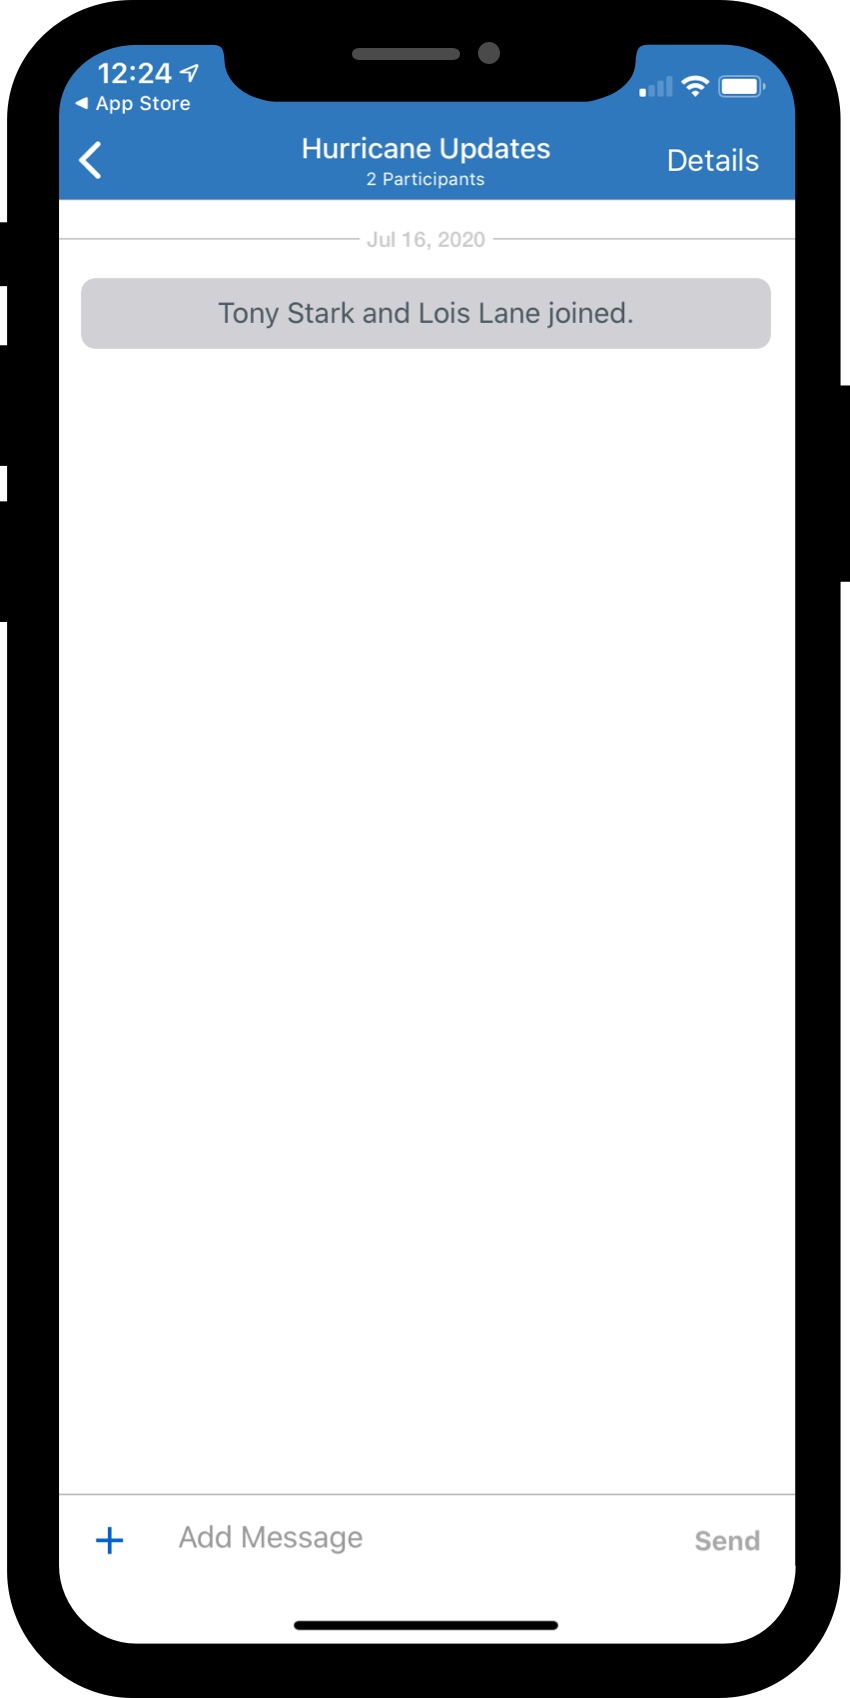 12:24
App Store
Hurricane Updates
2 Participants
Details
Jul 16, 2020
Tony Stark and Lois Lane joined.
Add Message
Send